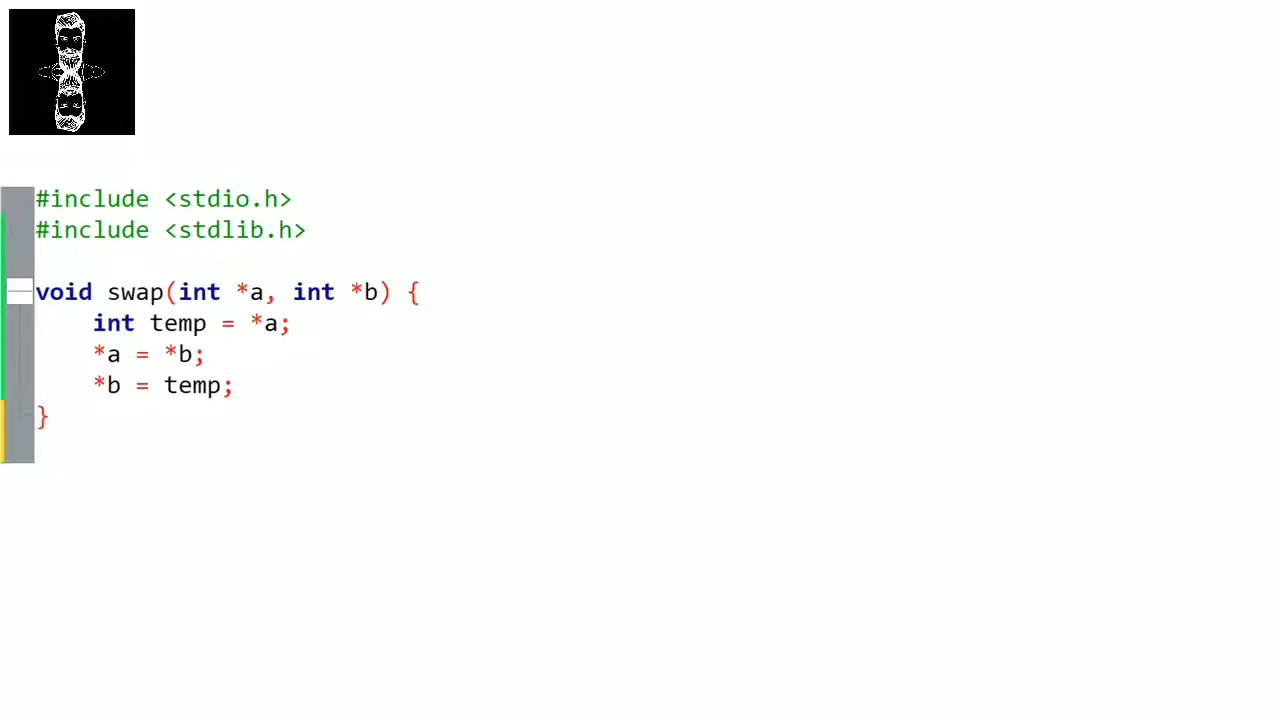 #include <stdio.h>
#include <stdlib.h>
void swap(int *a, int *b) {
    int temp = *a;
    *a = *b;
    *b = temp;
}